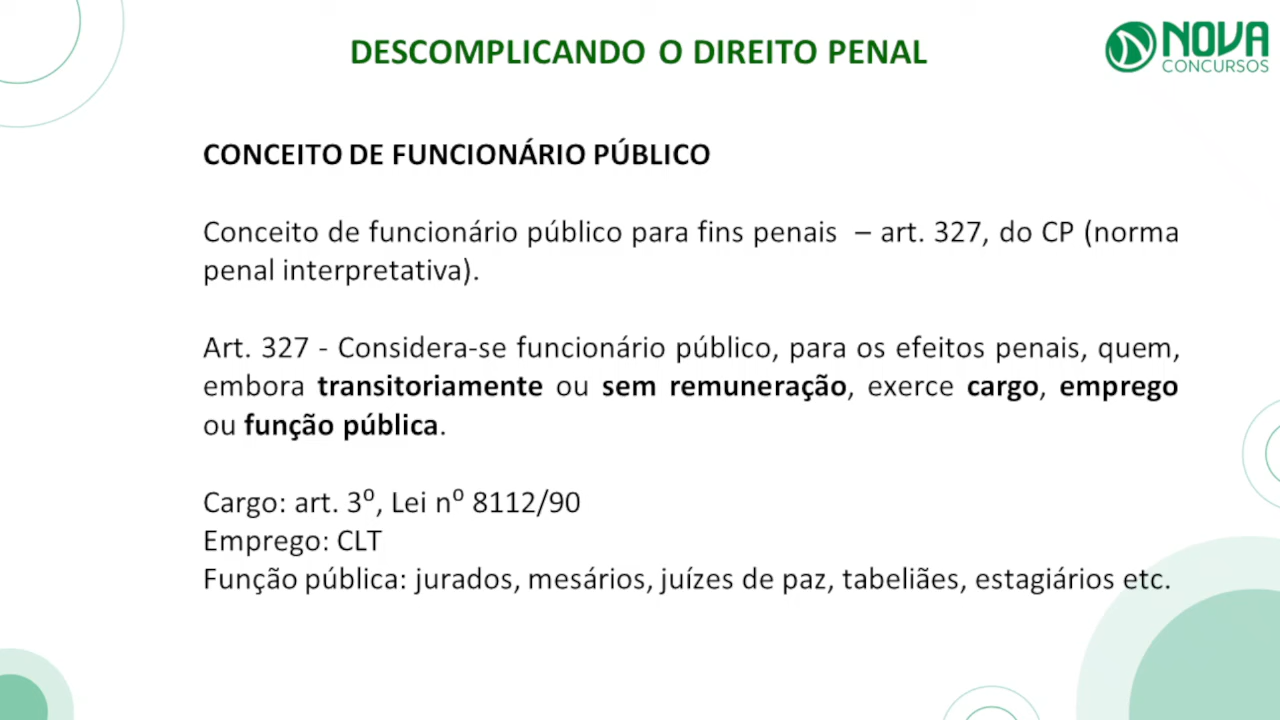 DESCOMPLICANDO O DIREITO PENAL
NOVA
CONCURSOS
CONCEITO DE FUNCIONÁRIO PÚBLICO
Conceito de funcionário público para fins penais – art. 327, do CP (norma
penal interpretativa).
Art. 327 - Considera-se funcionário público, para os efeitos penais, quem,
embora transitoriamente ou sem remuneração, exerce cargo, emprego
ou função pública.
Cargo: art. 3º, Lei nº 8112/90
Emprego: CLT
Função pública: jurados, mesários, juízes de paz, tabeliães, estagiários etc.